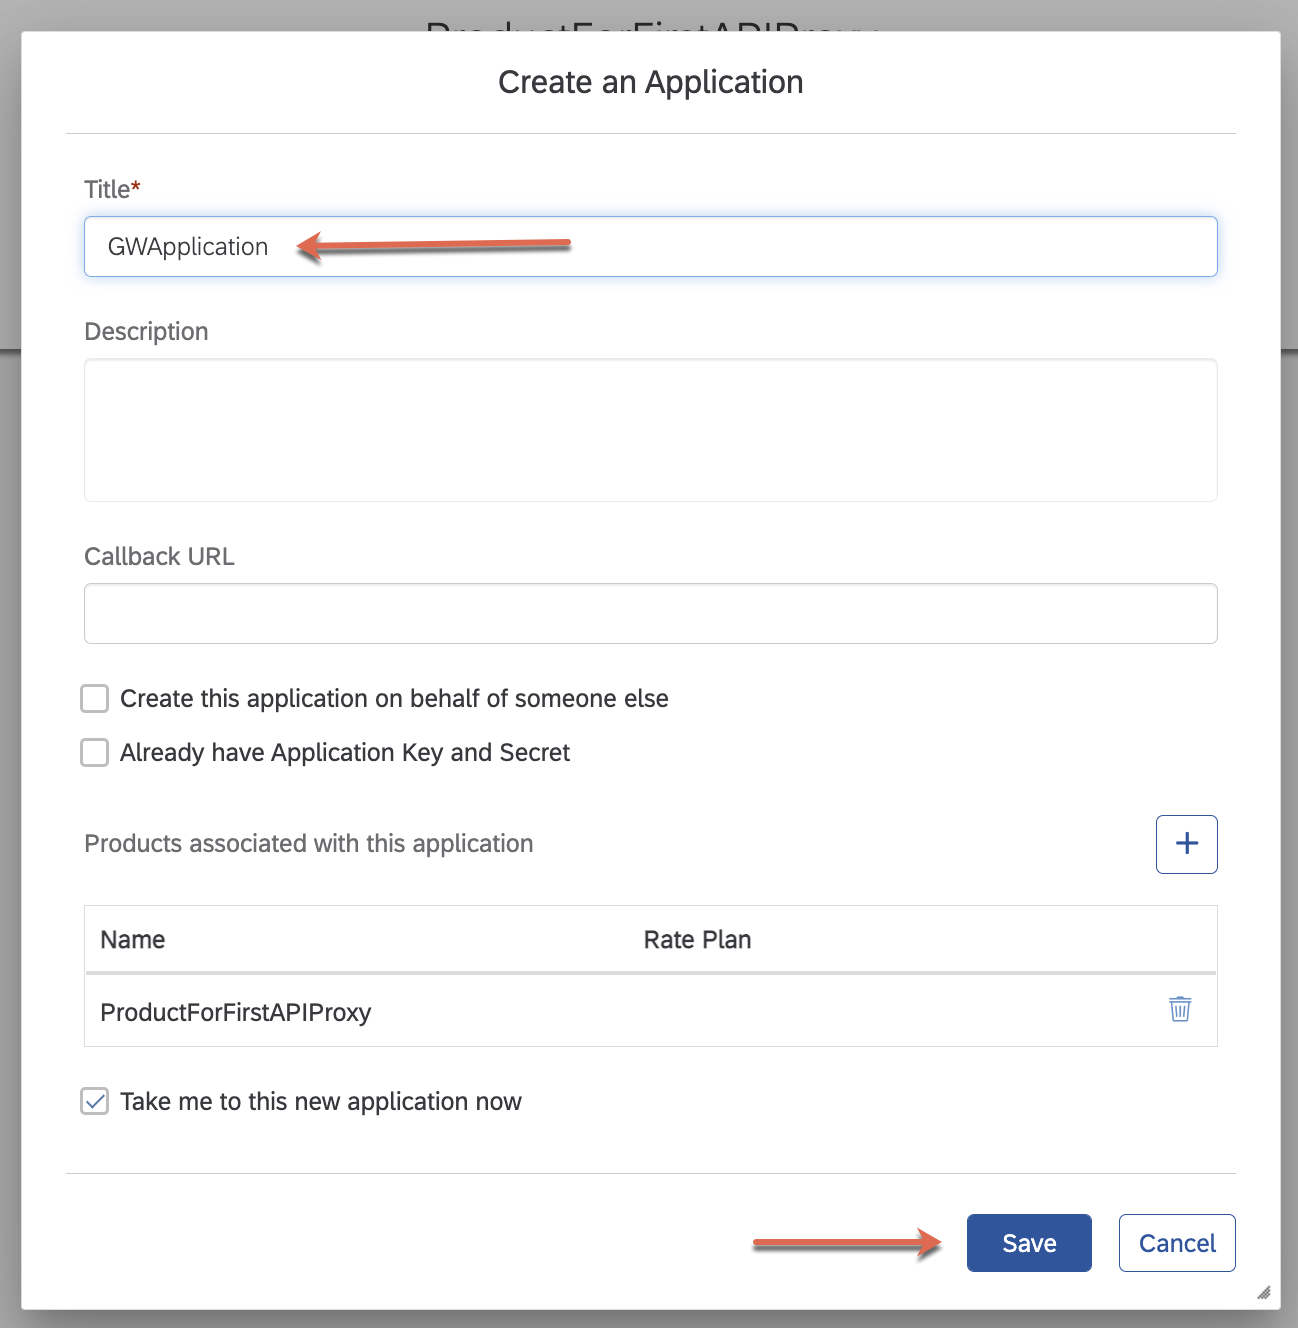 ProductForFirstAPIProxy
Create an Application
Title*
GWApplication
Description
Callback URL
Create this application on behalf of someone else
Already have Application Key and Secret
Products associated with this application
+
Name Rate Plan
ProductForFirstAPIProxy
Take me to this new application now
Save Cancel